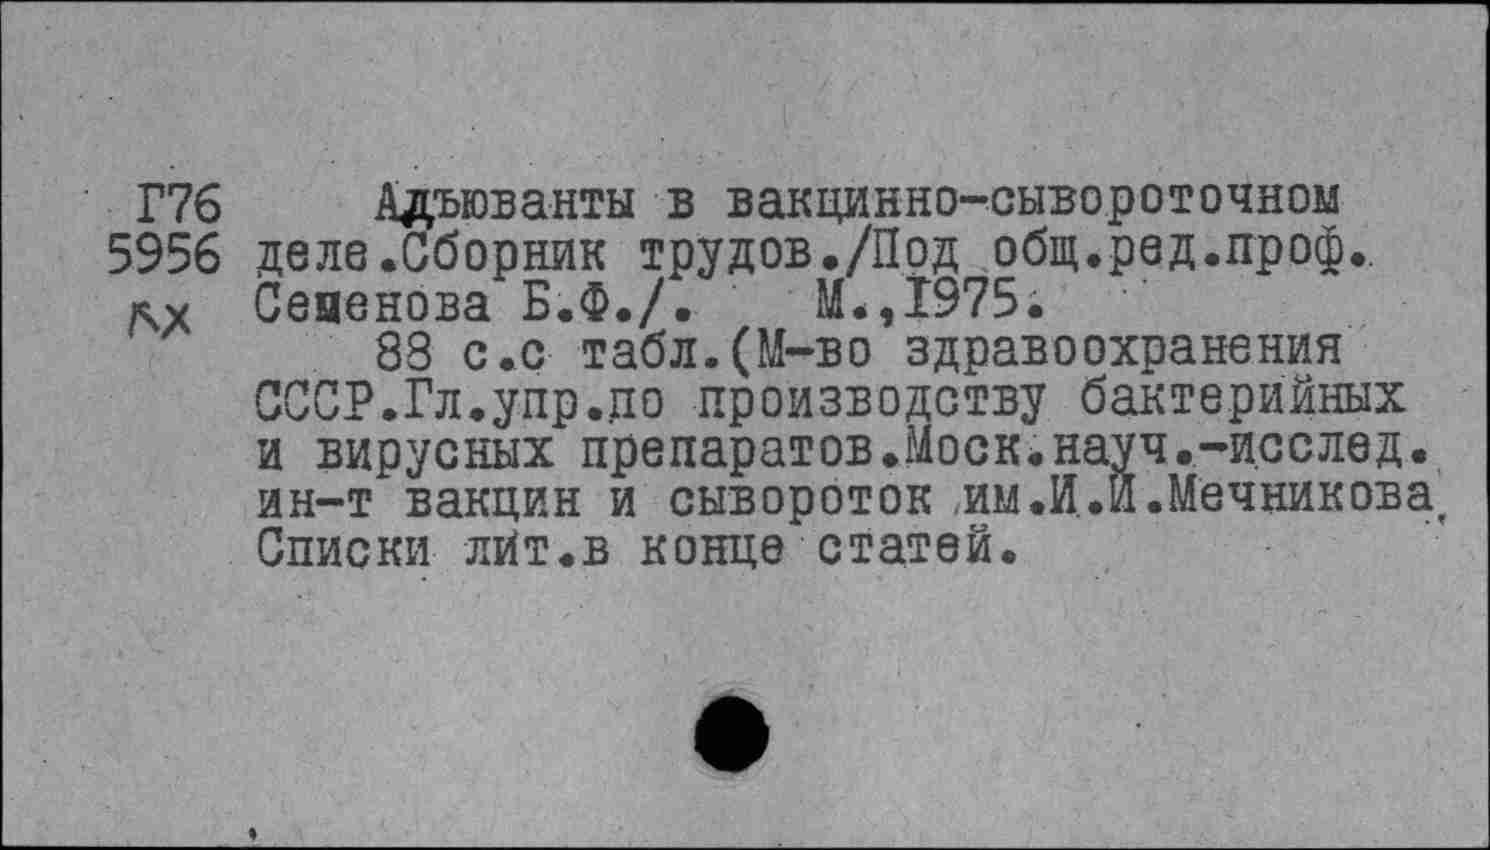 Г76 Адъюванты в вакцинно-сывороточном
5956 деле.Сборник трудов./Под общ.ред.проф.
кх Семенова Б.Ф./. М.,1975.
88 с.с табл.(М-во здравоохранения
СССР.Гл.упр.по производству бактерийных
и вирусных препаратов.Моск.науч.-исслед.
ин-т вакцин и сывороток им.И.И.Мечникова.
Списки лит.в конце статей.